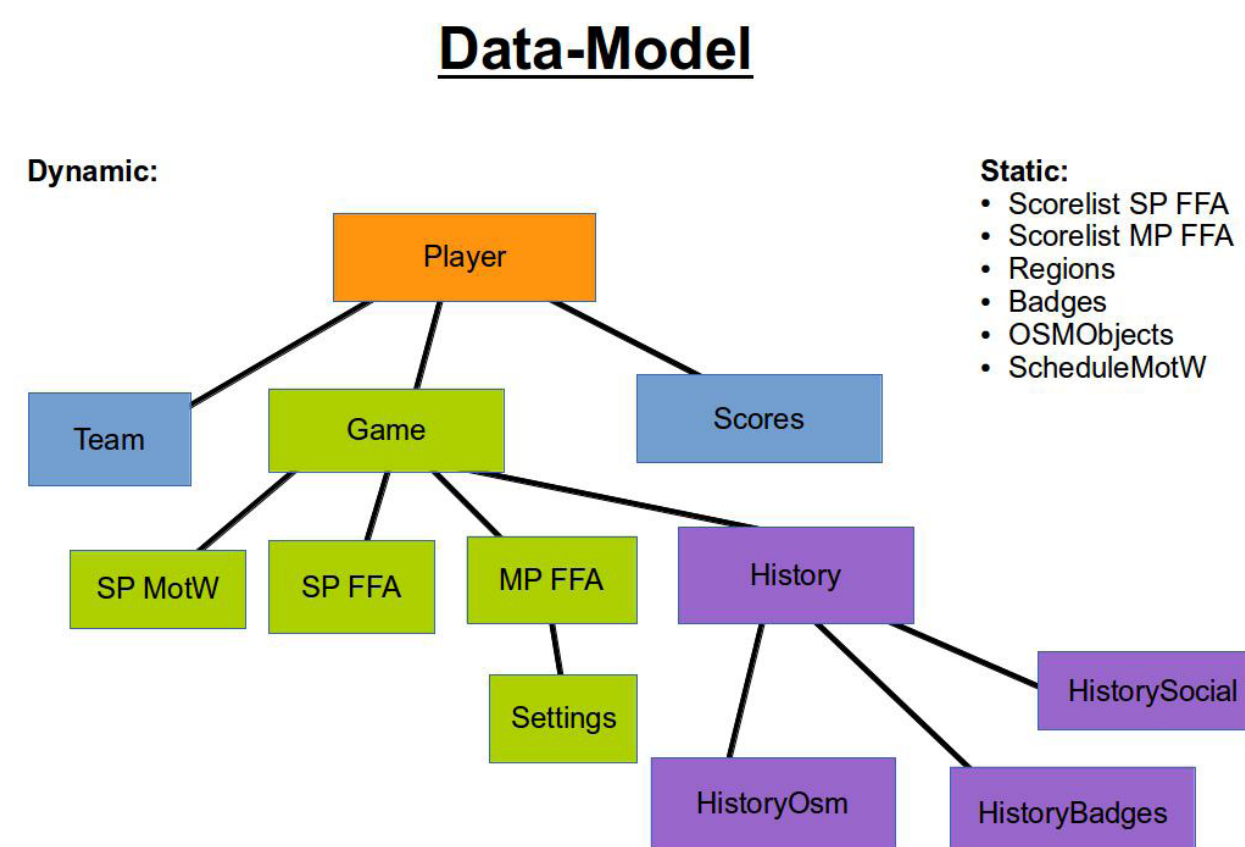 Data-Model
Dynamic:
Player
Team
Game
Scores
SP MotW
SP FFA
MP FFA
History
Settings
HistorySocial
HistoryOsm
HistoryBadges
Static:
• Scorelist SP FFA
• Scorelist MP FFA
• Regions
• Badges
• OSMObjects
• ScheduleMotW